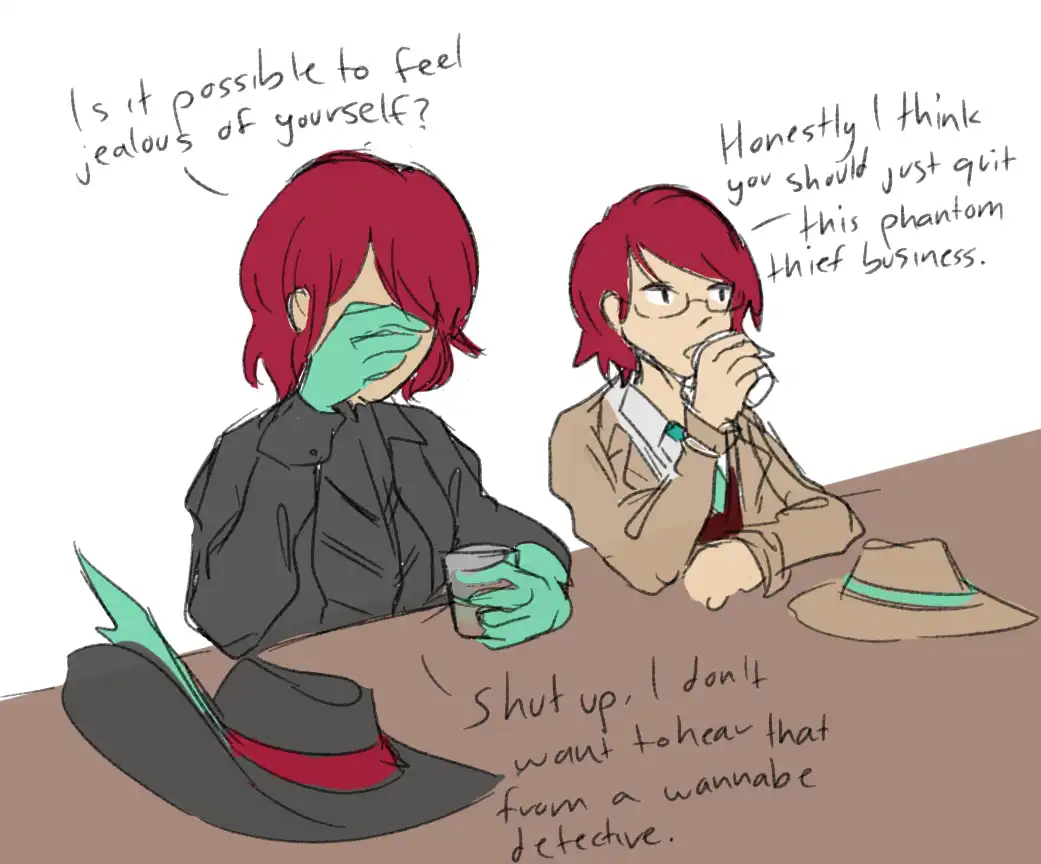 Is it possible to feel
jealous of yourself?
Honestly I think
you should just quit
this phantom
thief business.
Shut up, I don't
want to hear that
from a wannabe
detective.